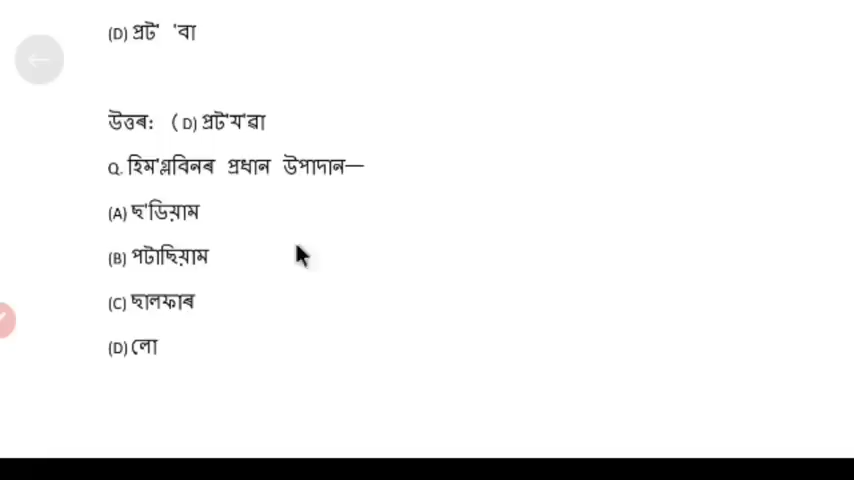 (D) প্ৰট' 'বা
উত্তৰ: ( D) প্ৰট'য'ৱা
Q. হিম'গ্লবিনৰ প্ৰধান উপাদান—
(A) ছ'ডিয়াম
(B) পটাছিয়াম
(C) ছালফাৰ
(D) লো